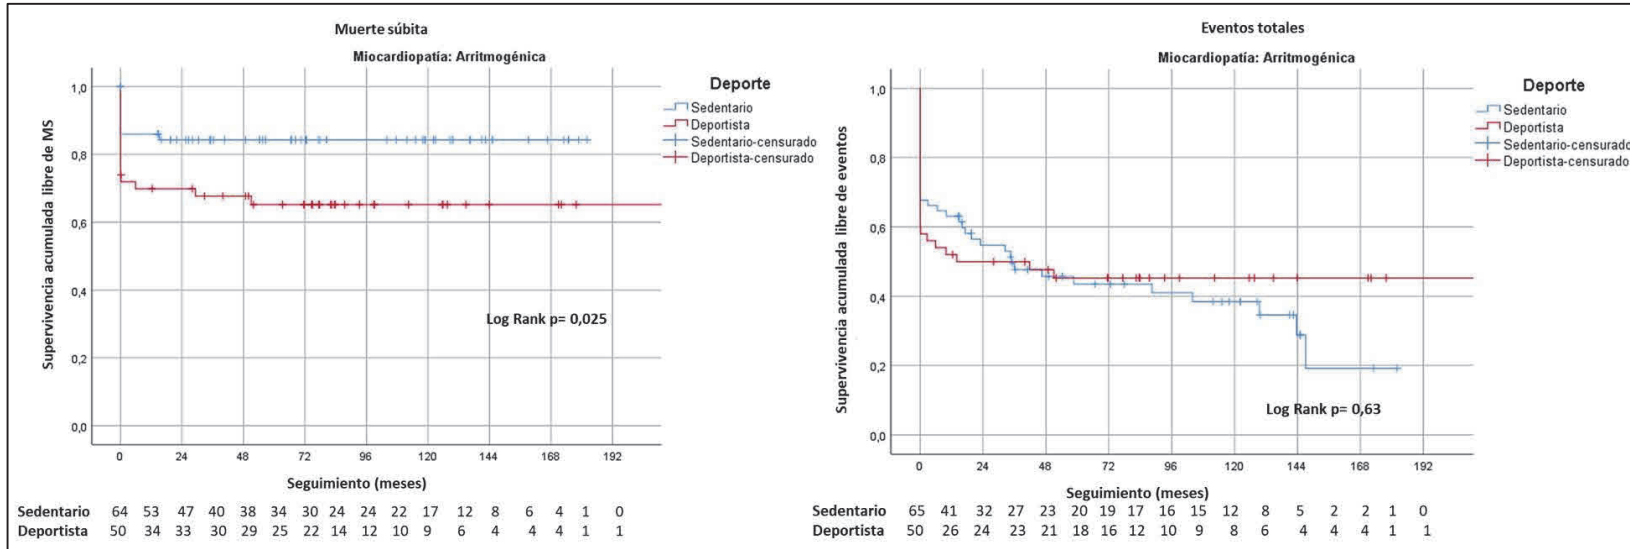 Muerte súbita
Miocardiopatía: Arritmogénica
Deporte
Sedentario
Deportista
Sedentario-censurado
Deportista-censurado
Supervivencia acumulada libre de MS
1,0
0,8
0,6
0,4
0,2
0,0
Log Rank p= 0,025
0 24 48 72 96 120 144 168 192
Seguimiento (meses)
Sedentario 64 53 47 40 38 34 30 24 24 22 17 12 8 6 4 1 0
Deportista 50 34 33 30 29 25 22 14 12 10 9 6 4 4 4 1 1
Eventos totales
Miocardiopatía: Arritmogénica
Deporte
Sedentario
Deportista
Sedentario-censurado
Deportista-censurado
Supervivencia acumulada libre de eventos
1,0
0,8
0,6
0,4
0,2
0,0
Log Rank p= 0,63
0 24 48 72 96 120 144 168 192
Seguimiento (meses)
Sedentario 65 41 32 27 23 20 19 17 16 15 12 8 5 2 2 1 0
Deportista 50 26 24 23 21 18 16 12 10 9 8 6 4 4 4 1 1